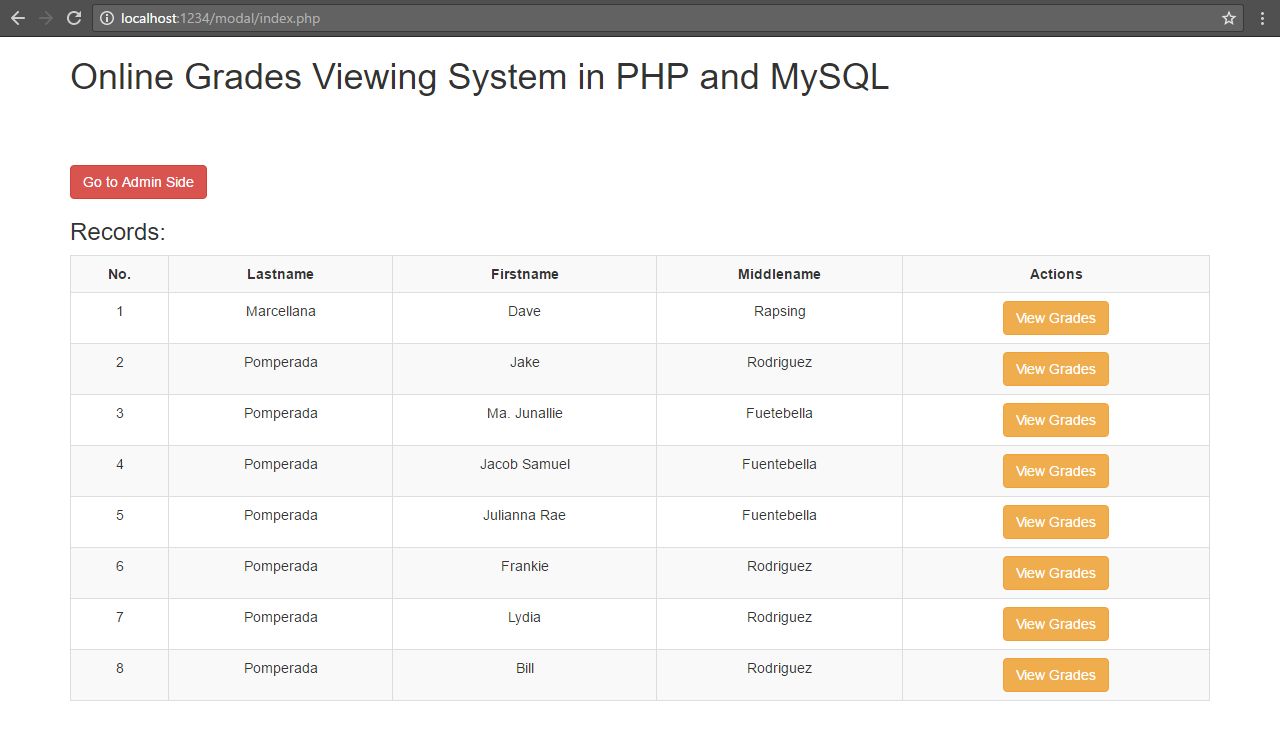 localhost:1234/modal/index.php
Online Grades Viewing System in PHP and MySQL
Go to Admin Side
Records:
No. Lastname Firstname Middlename Actions
1 Marcellana Dave Rapsing View Grades
2 Pomperada Jake Rodriguez View Grades
3 Pomperada Ma. Junallie Fuetebella View Grades
4 Pomperada Jacob Samuel Fuentebella View Grades
5 Pomperada Julianna Rae Fuentebella View Grades
6 Pomperada Frankie Rodriguez View Grades
7 Pomperada Lydia Rodriguez View Grades
8 Pomperada Bill Rodriguez View Grades